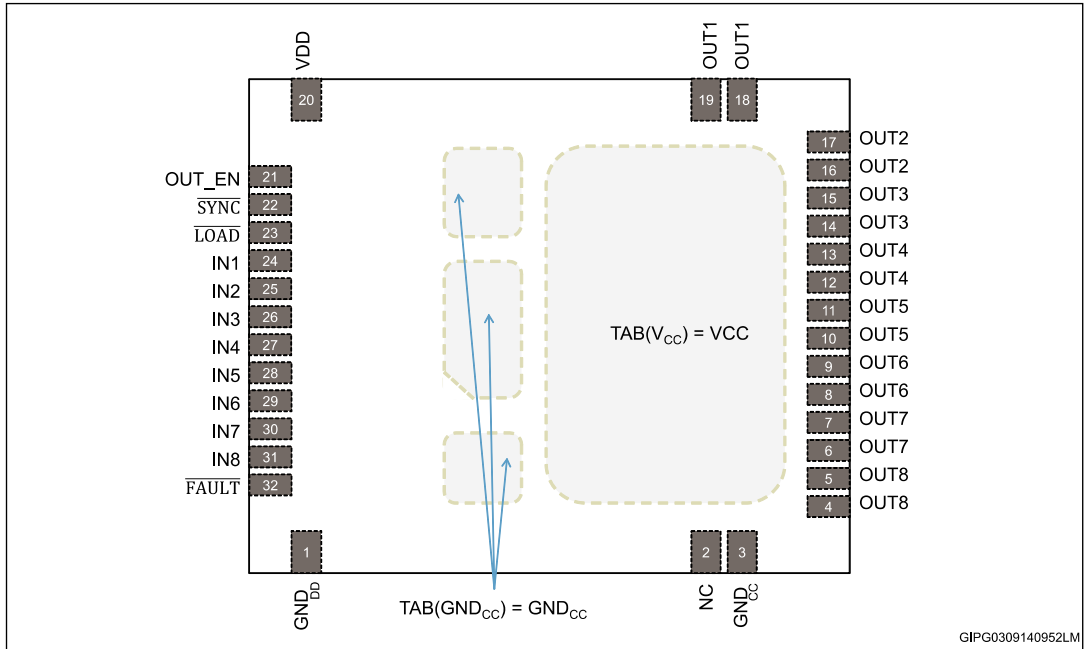 VDD
OUT1
OUT1
20
19
18
OUT_EN
21
SYNC
22
LOAD
23
IN1
24
IN2
25
IN3
26
IN4
27
IN5
28
IN6
29
IN7
30
IN8
31
FAULT
32
17
OUT2
16
OUT2
15
OUT3
14
OUT3
13
OUT4
12
OUT4
11
OUT5
10
OUT5
9
OUT6
8
OUT6
7
OUT7
6
OUT7
5
OUT8
4
OUT8
TAB(VCC) = VCC
1
2
3
GNDDD
NC
GNDCC
TAB(GNDCC) = GNDCC
GIPG0309140952LM